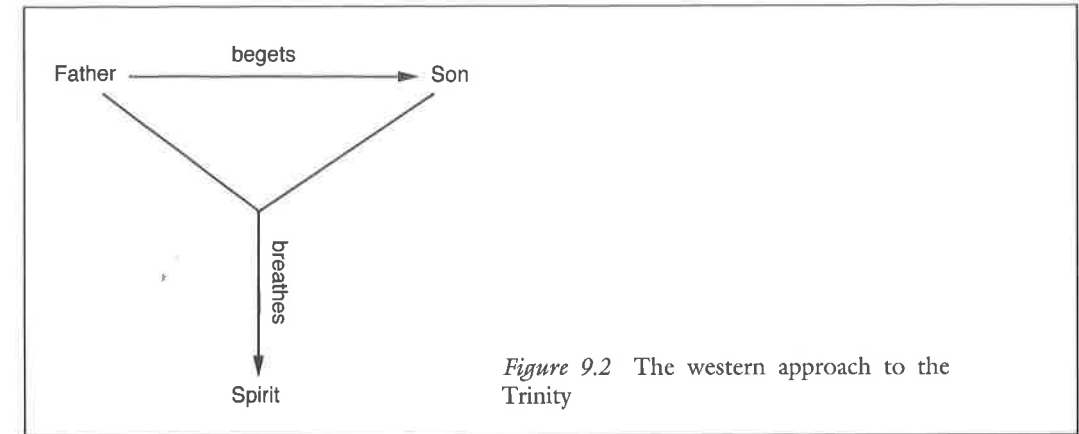 begets
Father Son
breathes
Spirit
Figure 9.2 The western approach to the
Trinity